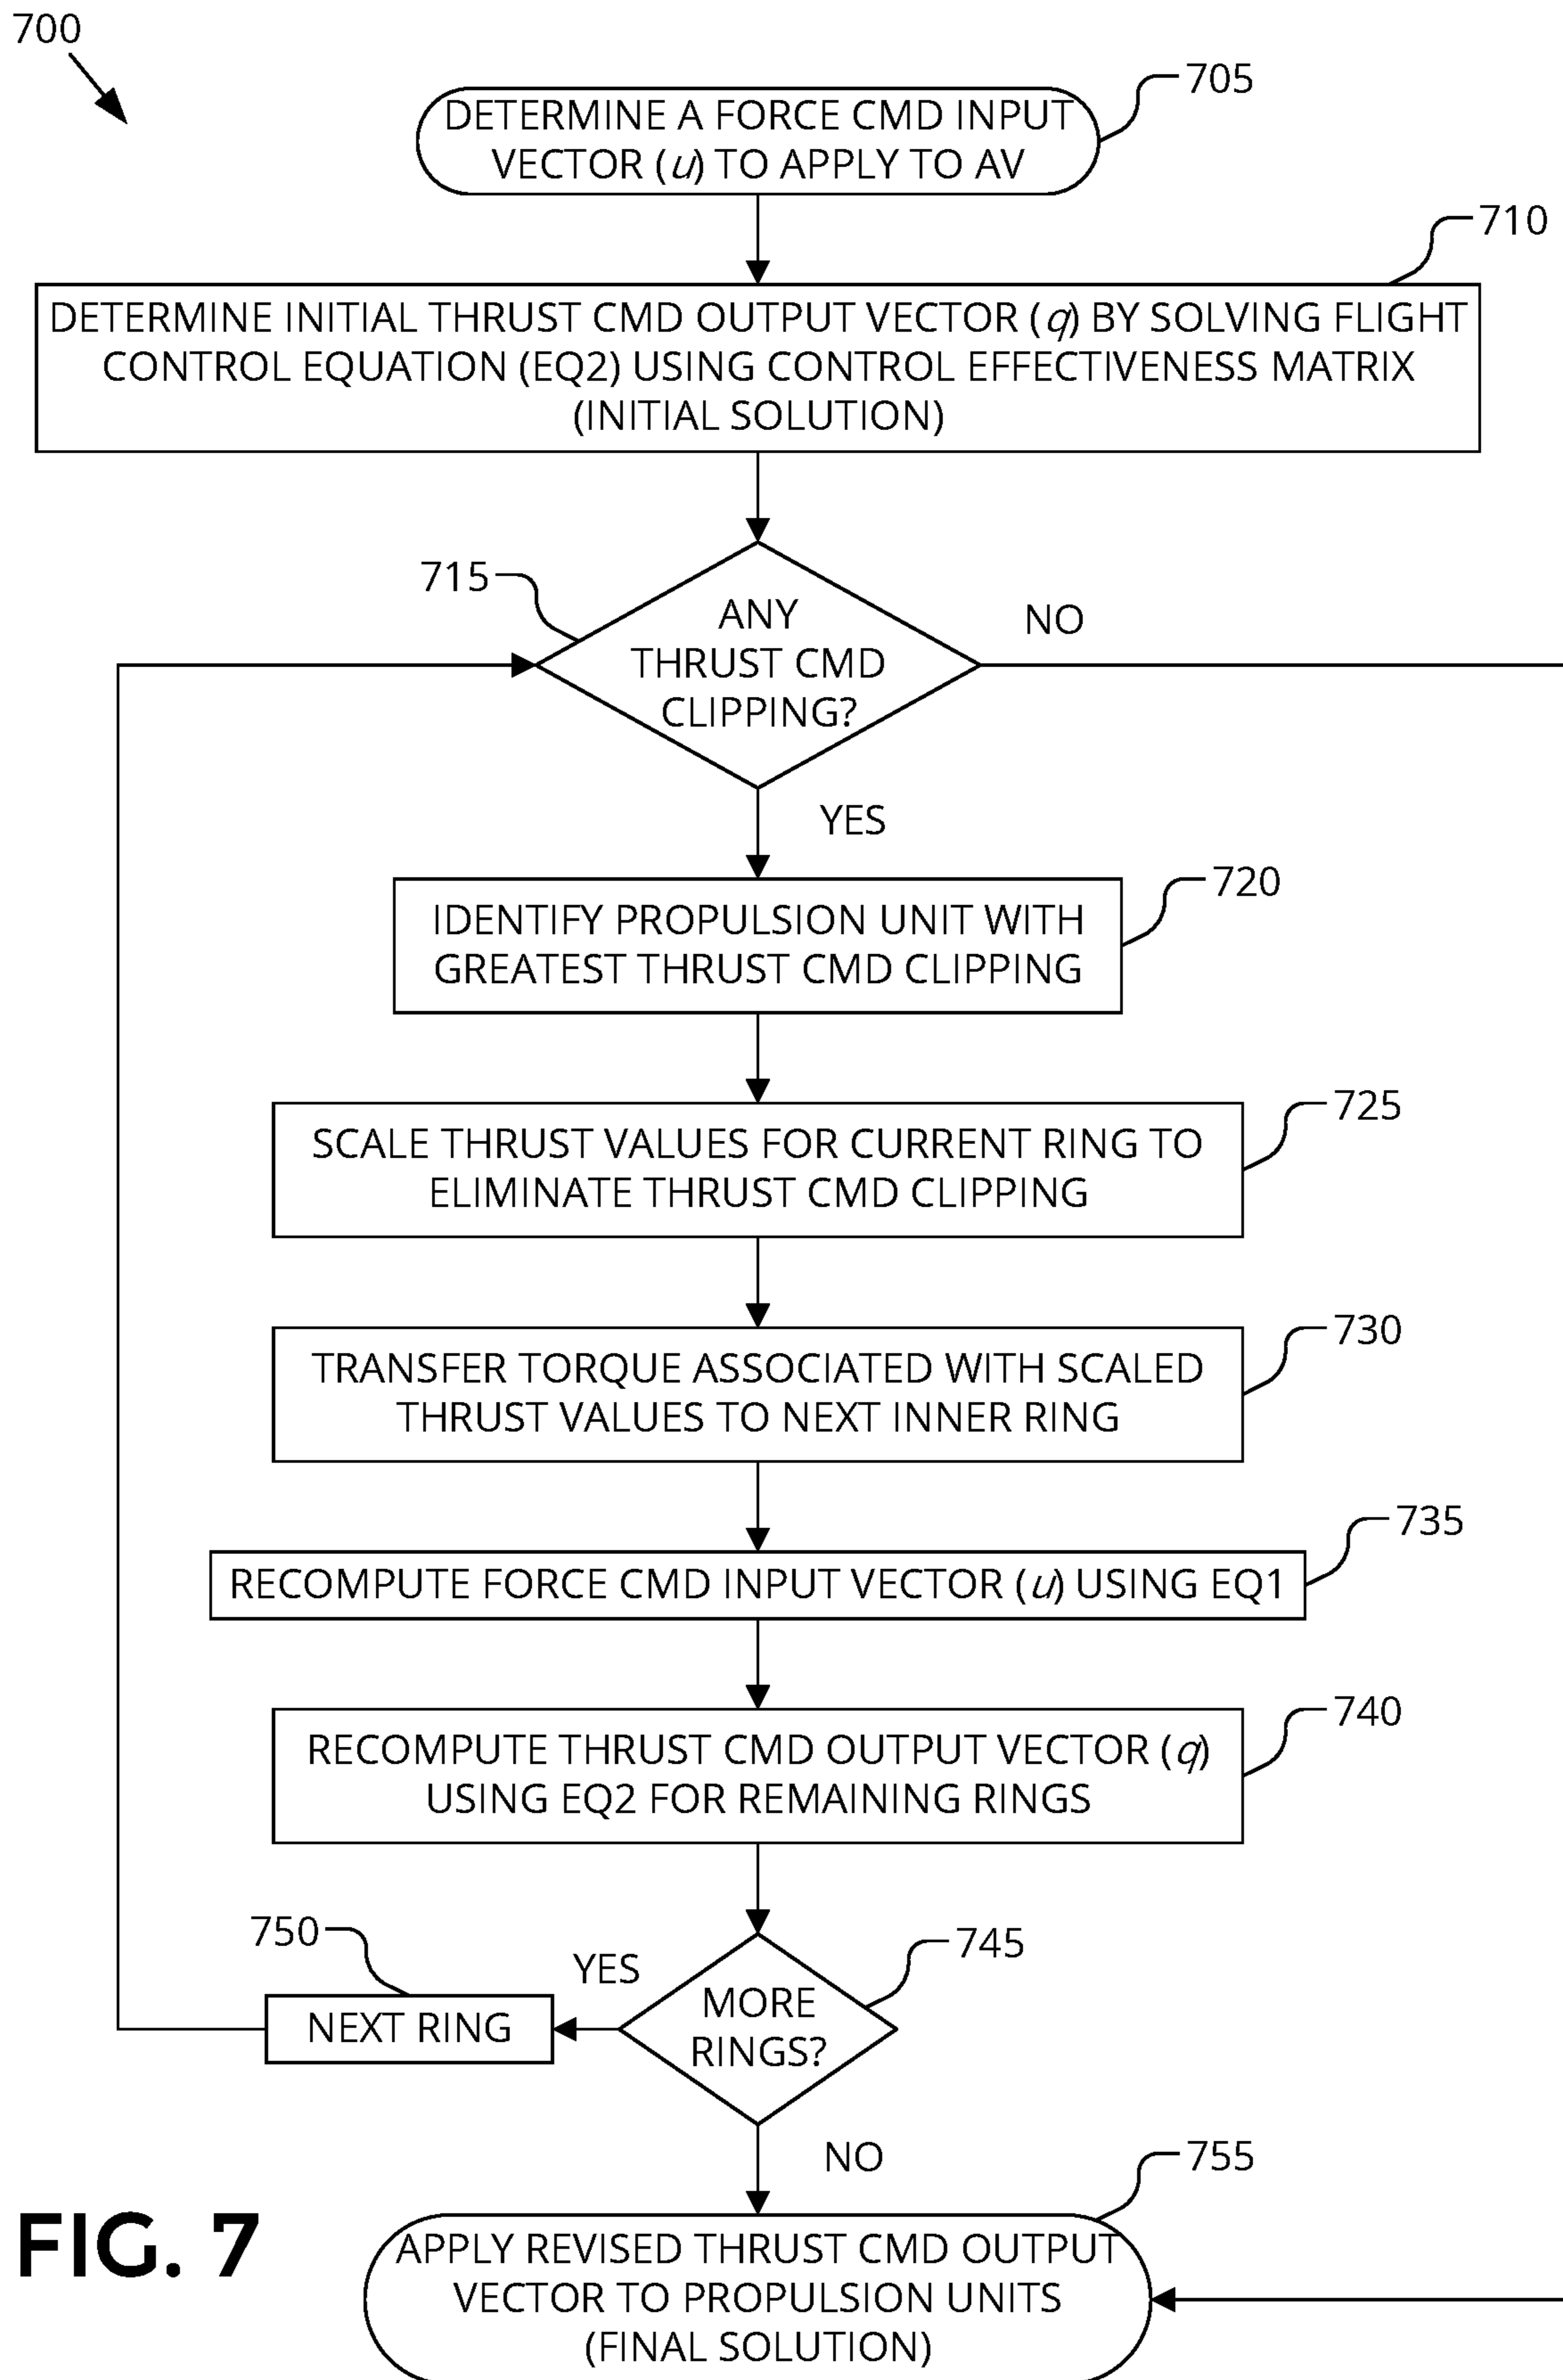 700
705
DETERMINE A FORCE CMD INPUT
VECTOR (u) TO APPLY TO AV
710
DETERMINE INITIAL THRUST CMD OUTPUT VECTOR (q) BY SOLVING FLIGHT
CONTROL EQUATION (EQ2) USING CONTROL EFFECTIVENESS MATRIX
(INITIAL SOLUTION)
715
ANY
THRUST CMD
CLIPPING?
NO
YES
720
IDENTIFY PROPULSION UNIT WITH
GREATEST THRUST CMD CLIPPING
725
SCALE THRUST VALUES FOR CURRENT RING TO
ELIMINATE THRUST CMD CLIPPING
730
TRANSFER TORQUE ASSOCIATED WITH SCALED
THRUST VALUES TO NEXT INNER RING
735
RECOMPUTE FORCE CMD INPUT VECTOR (u) USING EQ1
740
RECOMPUTE THRUST CMD OUTPUT VECTOR (q)
USING EQ2 FOR REMAINING RINGS
745
MORE
RINGS?
YES
750
NEXT RING
NO
755
APPLY REVISED THRUST CMD OUTPUT
VECTOR TO PROPULSION UNITS
(FINAL SOLUTION)
FIG. 7